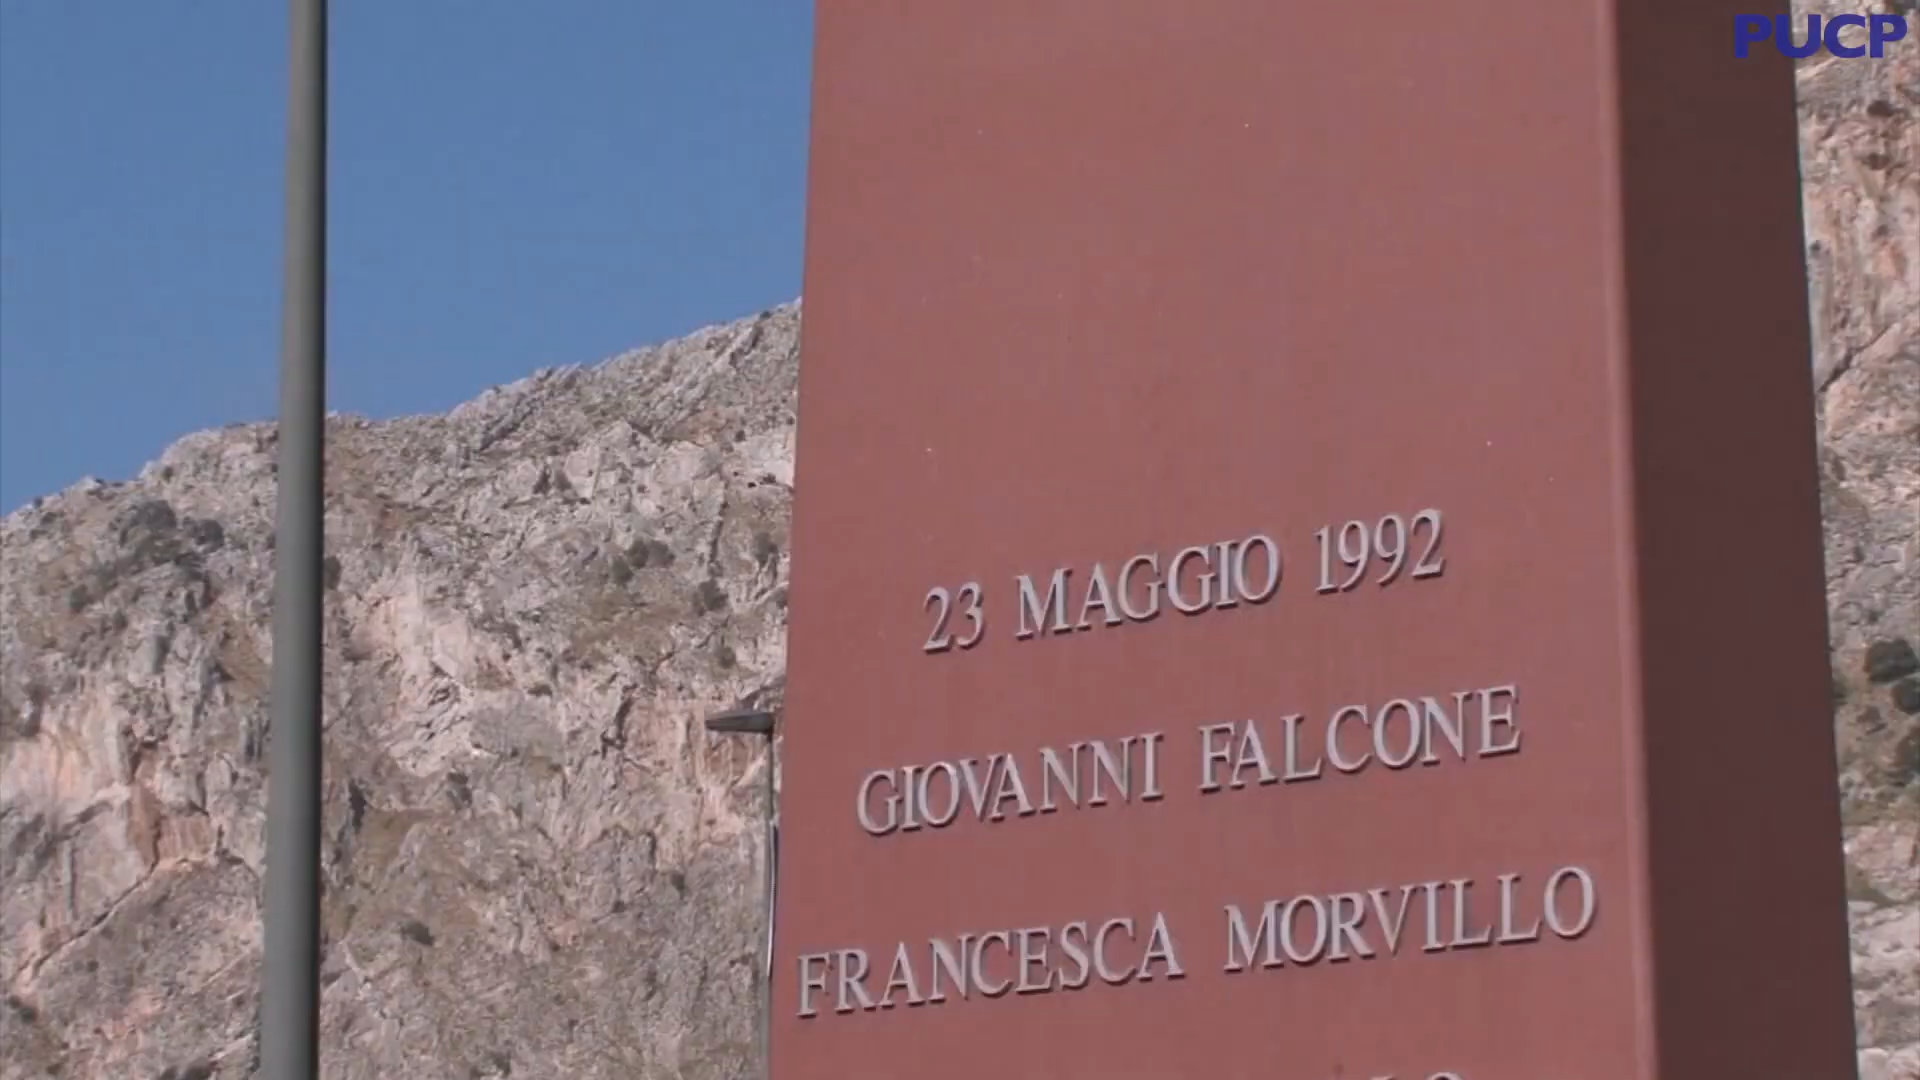 PUCP
23 MAGGIO 1992
GIOVANNI FALCONE
FRANCESCA MORVILLO